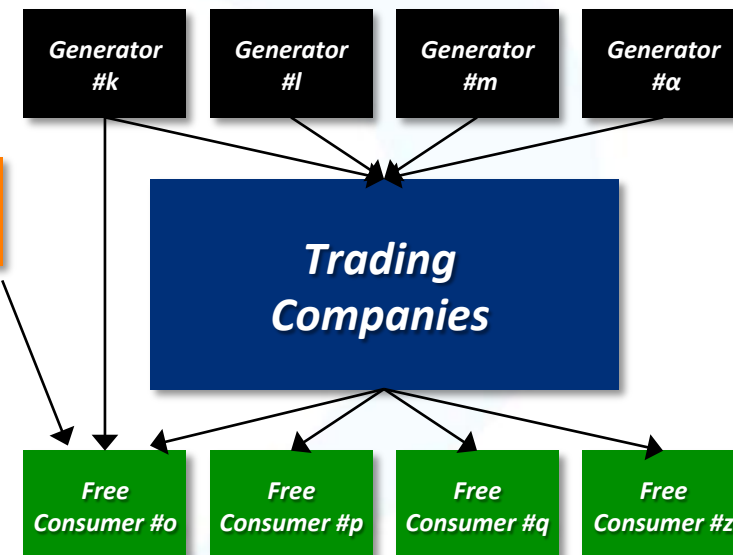 Generator
#k
Generator
#l
Generator
#m
Generator
#α
Trading
Companies
Free
Consumer #o
Free
Consumer #p
Free
Consumer #q
Free
Consumer #z